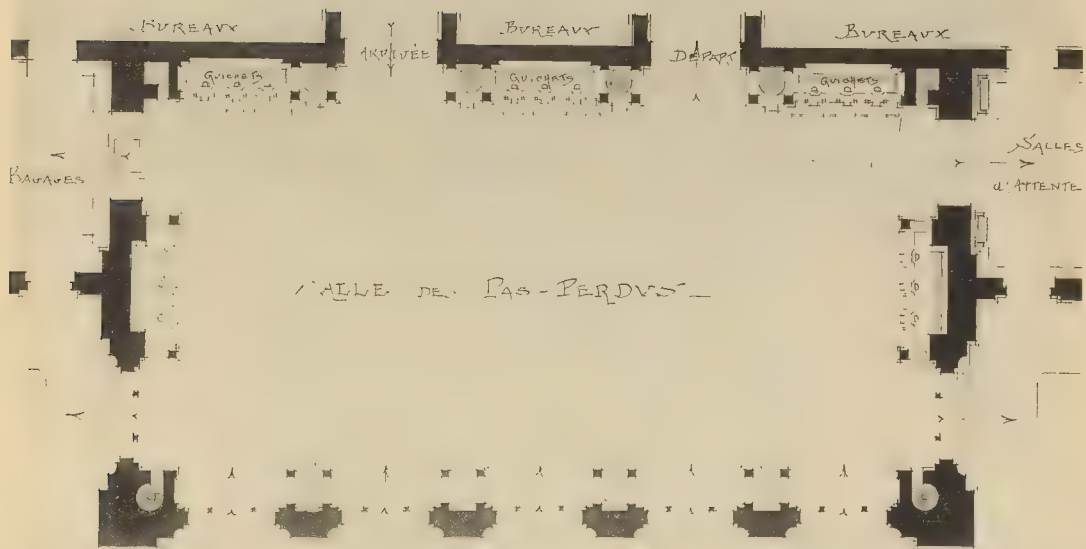 BUREAUX BUREAUX BUREAUX
ARRIVÉE DÉPART
GUICHETS GUICHETS GUICHETS
BAGAGES
SALLES
d'ATTENTE
SALLE DE PAS-PERDUS